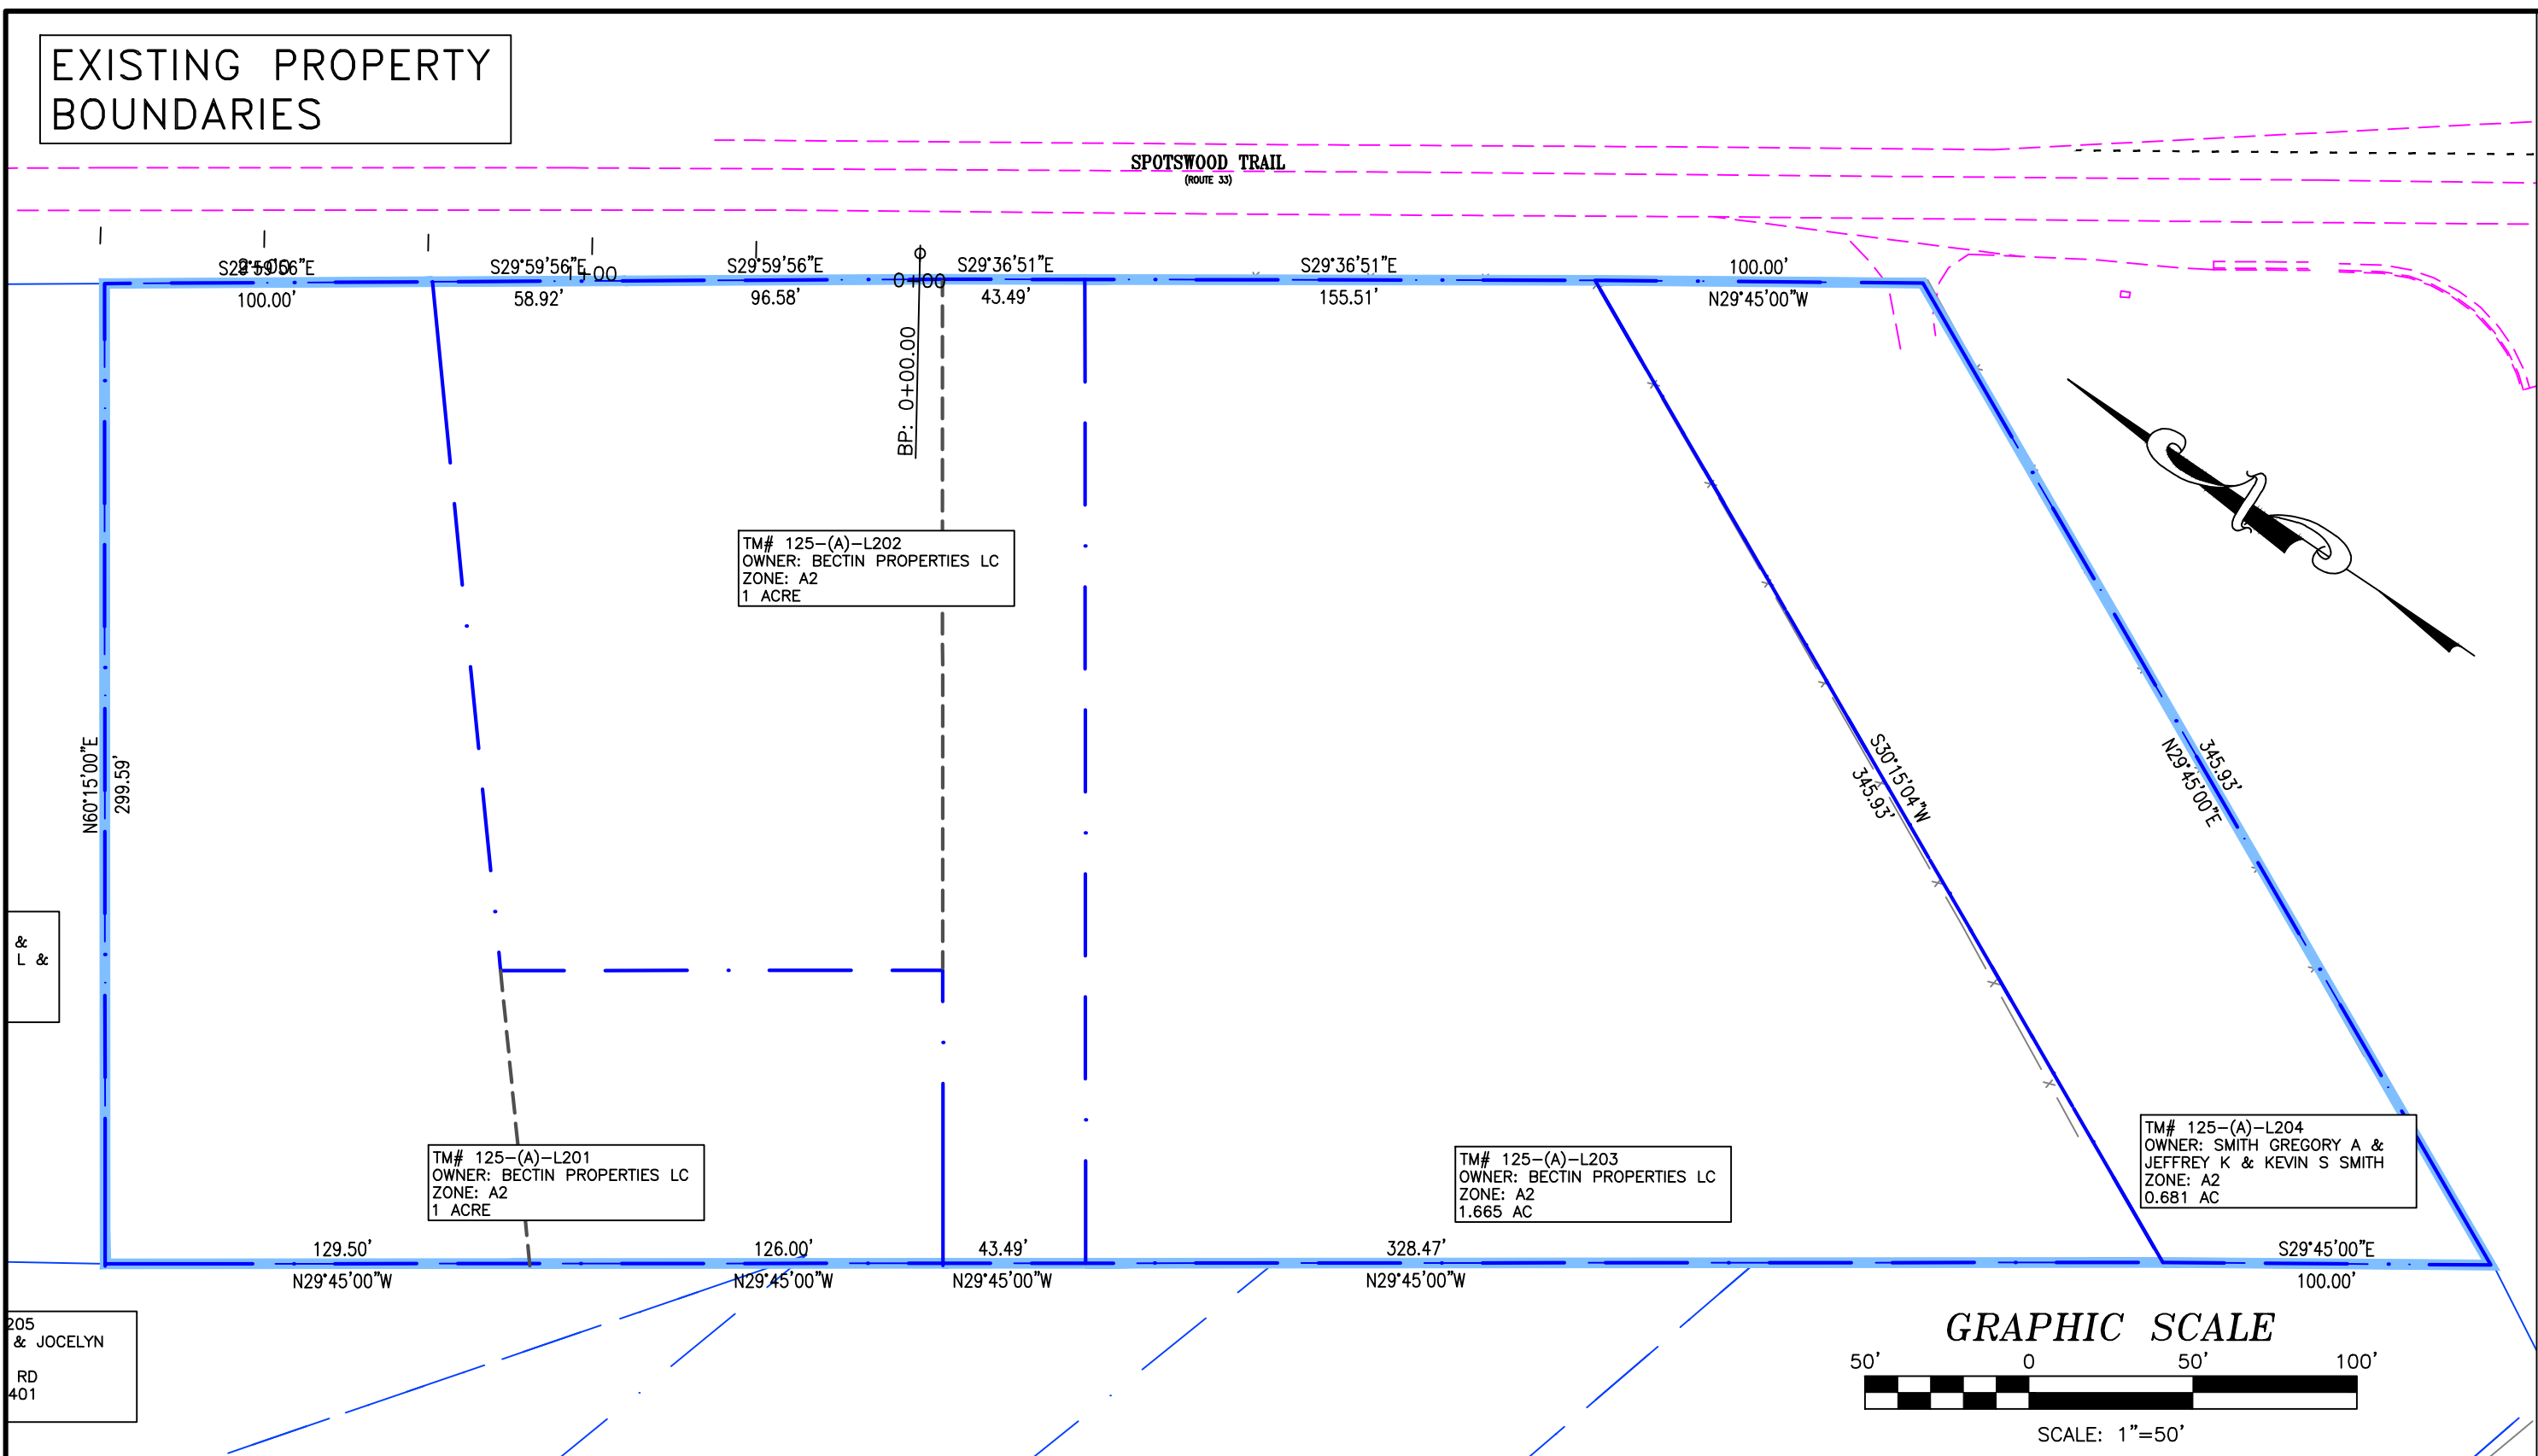 EXISTING PROPERTY
BOUNDARIES
SPOTSWOOD TRAIL
(ROUTE 33)
S29°59'56"E
2+00
S29°59'56"E
1+00
S29°59'56"E
0+00
S29°36'51"E
S29°36'51"E
100.00'
100.00'
58.92'
96.58'
43.49'
155.51'
N29°45'00"W
BP: 0+00.00
TM# 125-(A)-L202
OWNER: BECTIN PROPERTIES LC
ZONE: A2
1 ACRE
N60°15'00"E
299.59'
S30°15'04"W
345.93'
345.93'
N29°45'00"E
&
L &
TM# 125-(A)-L201
OWNER: BECTIN PROPERTIES LC
ZONE: A2
1 ACRE
TM# 125-(A)-L203
OWNER: BECTIN PROPERTIES LC
ZONE: A2
1.665 AC
TM# 125-(A)-L204
OWNER: SMITH GREGORY A &
JEFFREY K & KEVIN S SMITH
ZONE: A2
0.681 AC
129.50'
126.00'
43.49'
328.47'
S29°45'00"E
N29°45'00"W
N29°45'00"W
N29°45'00"W
N29°45'00"W
100.00'
205
& JOCELYN
RD
401
GRAPHIC SCALE
50' 0 50' 100'
SCALE: 1"=50'